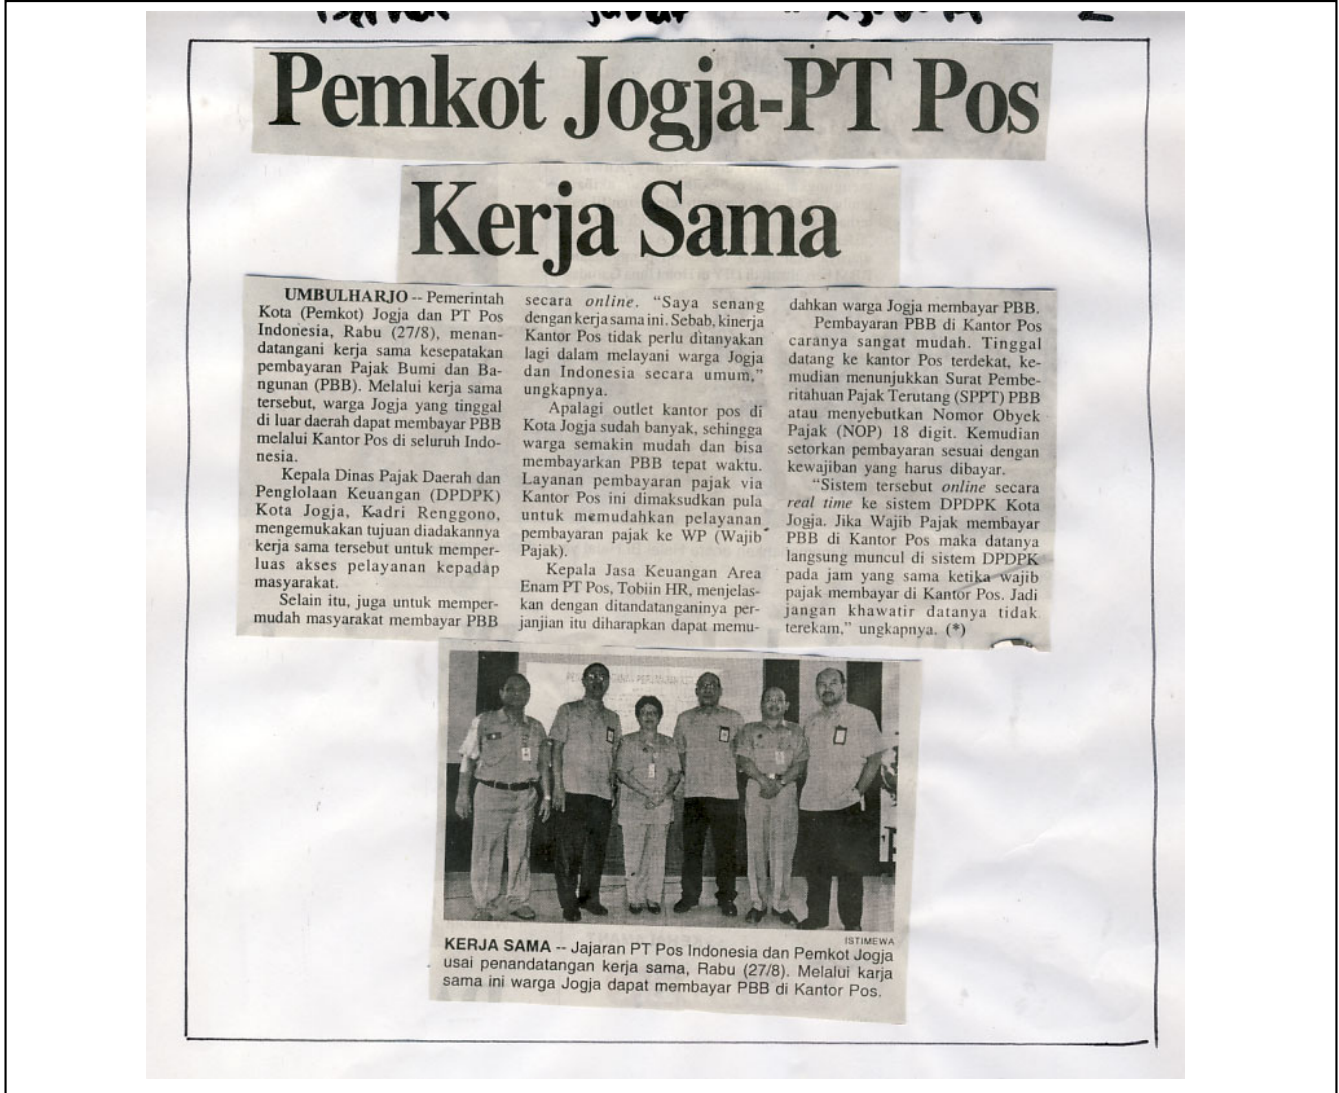 Pemkot Jogja-PT Pos
Kerja Sama
UMBULHARJO -- Pemerintah
Kota (Pemkot) Jogja dan PT Pos
Indonesia, Rabu (27/8), menan-
datangani kerja sama kesepakatan
pembayaran Pajak Bumi dan Ba-
ngunan (PBB). Melalui kerja sama
tersebut, warga Jogja yang tinggal
di luar daerah dapat membayar PBB
melalui Kantor Pos di seluruh Indo-
nesia.
Kepala Dinas Pajak Daerah dan
Penglolaan Keuangan (DPDPK)
Kota Jogja, Kadri Renggono,
mengemukakan tujuan diadakannya
kerja sama tersebut untuk memper-
luas akses pelayanan kepadap
masyarakat.
Selain itu, juga untuk memper-
mudah masyarakat membayar PBB
secara online. “Saya senang
dengan kerja sama ini. Sebab, kinerja
Kantor Pos tidak perlu ditanyakan
lagi dalam melayani warga Jogja
dan Indonesia secara umum,”
ungkapnya.
Apalagi outlet kantor pos di
Kota Jogja sudah banyak, sehingga
warga semakin mudah dan bisa
membayarkan PBB tepat waktu.
Layanan pembayaran pajak via
Kantor Pos ini dimaksudkan pula
untuk memudahkan pelayanan
pembayaran pajak ke WP (Wajib
Pajak).
Kepala Jasa Keuangan Area
Enam PT Pos, Tobiin HR, menjelas-
kan dengan ditandatanganinya per-
janjian itu diharapkan dapat memu-
dahkan warga Jogja membayar PBB.
Pembayaran PBB di Kantor Pos
caranya sangat mudah. Tinggal
datang ke kantor Pos terdekat, ke-
mudian menunjukkan Surat Pembe-
ritahuan Pajak Terutang (SPPT) PBB
atau menyebutkan Nomor Obyek
Pajak (NOP) 18 digit. Kemudian
setorkan pembayaran sesuai dengan
kewajiban yang harus dibayar.
“Sistem tersebut online secara
real time ke sistem DPDPK Kota
Jogja. Jika Wajib Pajak membayar
PBB di Kantor Pos maka datanya
langsung muncul di sistem DPDPK
pada jam yang sama ketika wajib
pajak membayar di Kantor Pos. Jadi
jangan khawatir datanya tidak
terekam,” ungkapnya. (*)
ISTIMEWA
KERJA SAMA -- Jajaran PT Pos Indonesia dan Pemkot Jogja
usai penandatangan kerja sama, Rabu (27/8). Melalui karja
sama ini warga Jogja dapat membayar PBB di Kantor Pos.